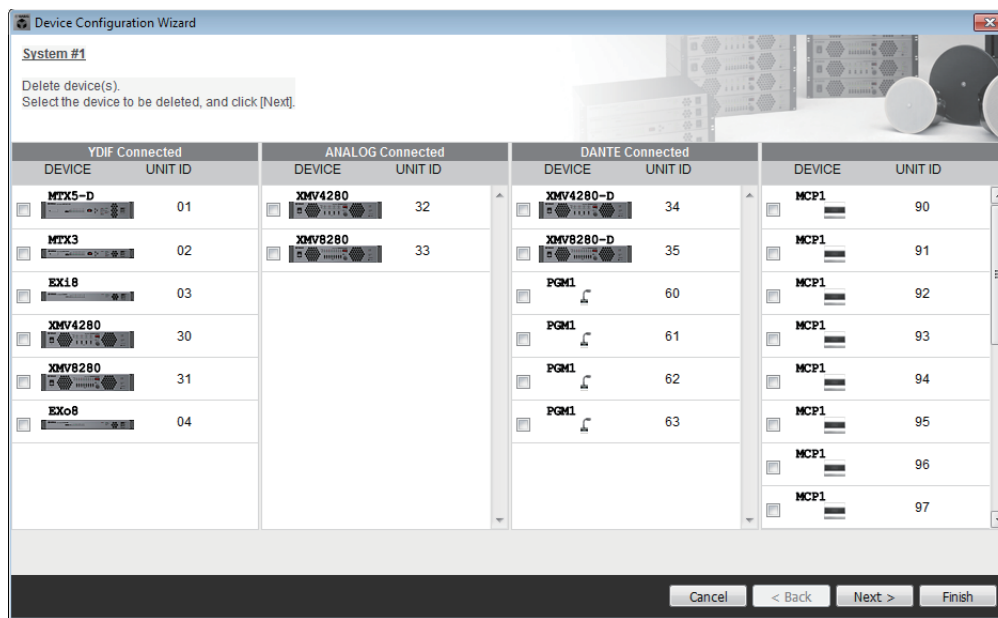 Device Configuration Wizard
System #1
Delete device(s).
Select the device to be deleted, and click [Next].
YDIF Connected
DEVICE UNIT ID
MTX5-D 01
MTX3 02
EXi8 03
XMV4280 30
XMV8280 31
EXo8 04
ANALOG Connected
DEVICE UNIT ID
XMV4280 32
XMV8280 33
DANTE Connected
DEVICE UNIT ID
XMV4280-D 34
XMV8280-D 35
PGM1 60
PGM1 61
PGM1 62
PGM1 63
DEVICE UNIT ID
MCP1 90
MCP1 91
MCP1 92
MCP1 93
MCP1 94
MCP1 95
MCP1 96
MCP1 97
Cancel < Back Next > Finish